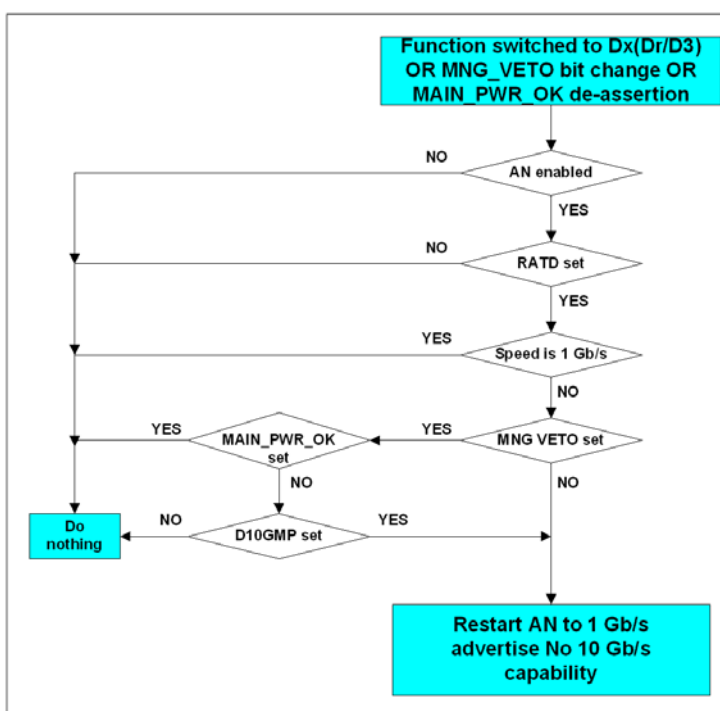 Function switched to Dx(Dr/D3)
OR MNG_VETO bit change OR
MAIN_PWR_OK de-assertion
NO
AN enabled
YES
NO
RATD set
YES
YES
Speed is 1 Gb/s
NO
YES
MAIN_PWR_OK
set
YES
MNG VETO set
NO
NO
Do
nothing
NO
D10GMP set
YES
Restart AN to 1 Gb/s
advertise No 10 Gb/s
capability